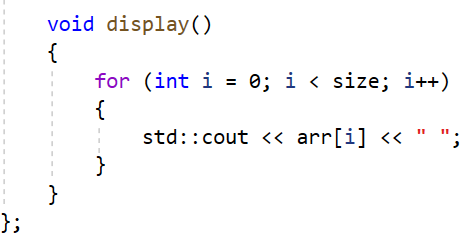 void display()
{
for (int i = 0; i < size; i++)
{
std::cout << arr[i] << " ";
}
}
};